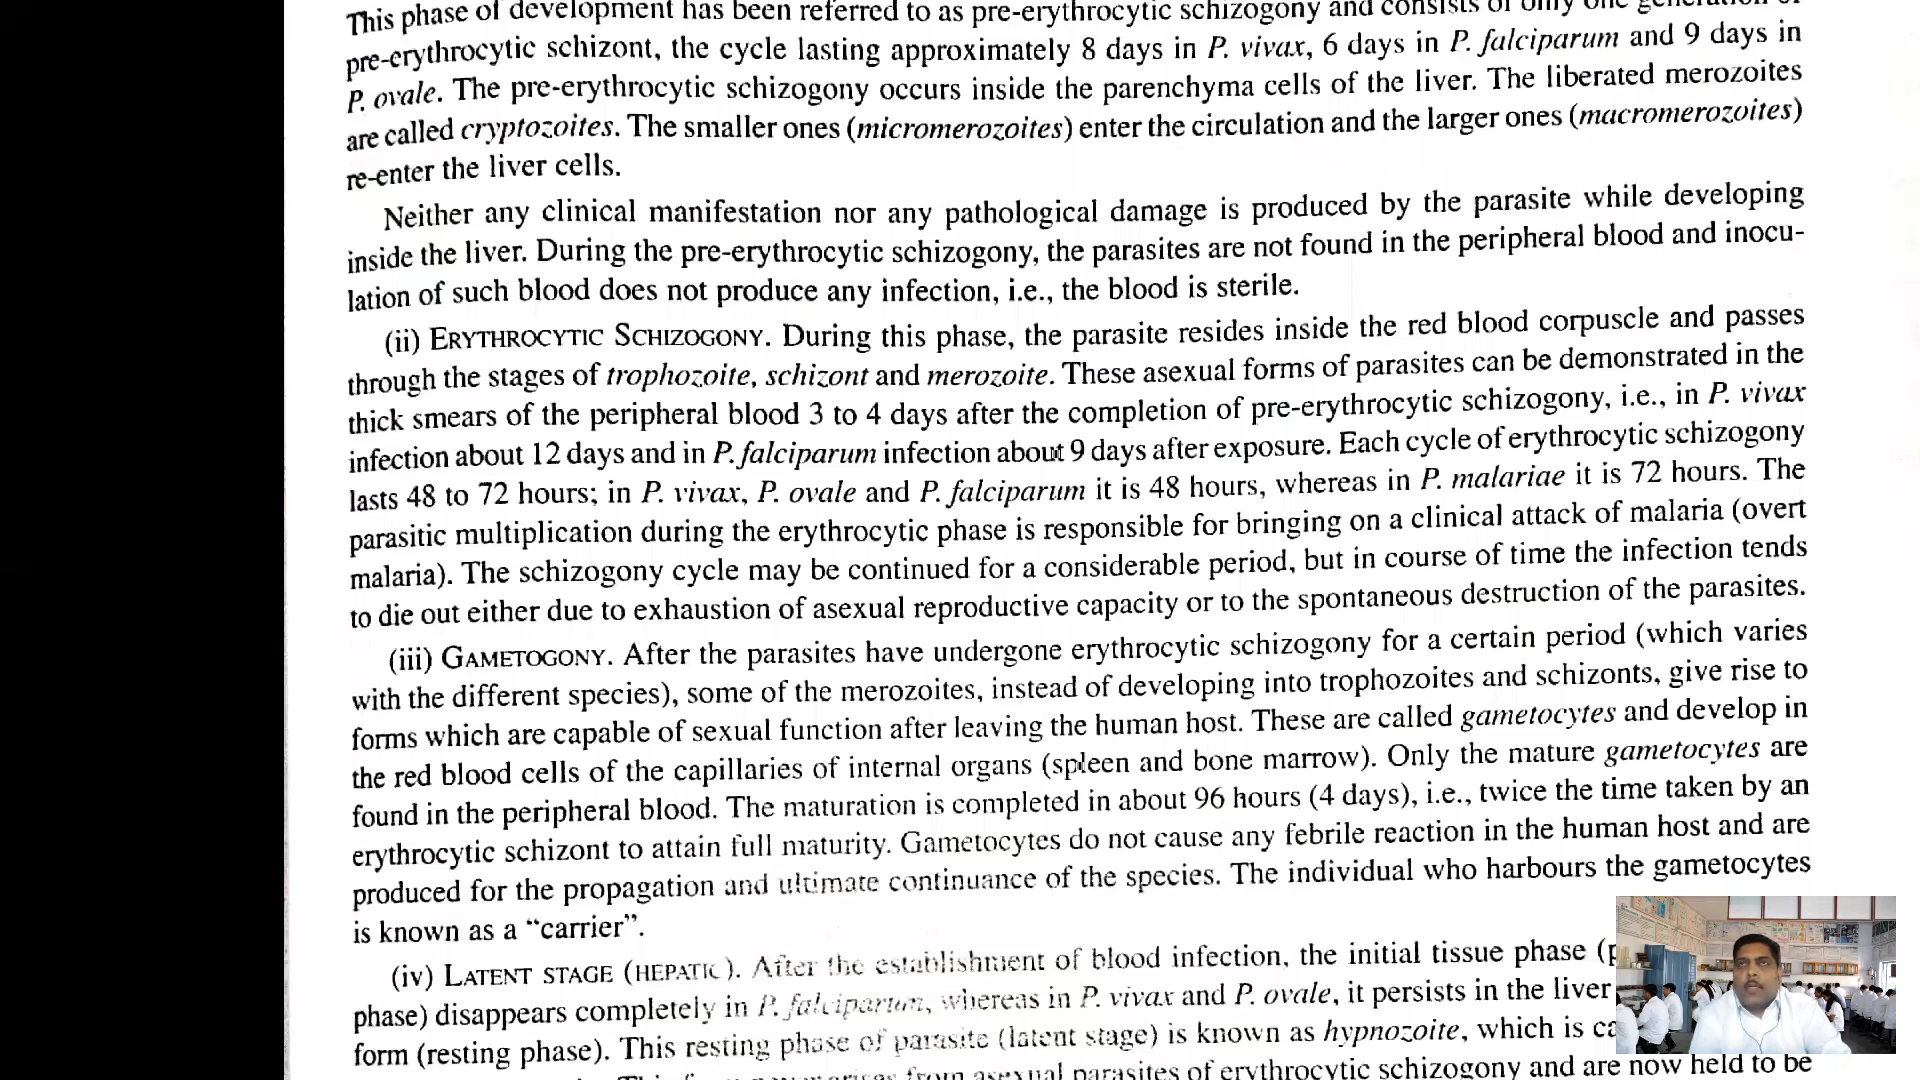 This phase of development has been referred to as pre-erythrocytic schizogony and consists of only one generation of
pre-erythrocytic schizont, the cycle lasting approximately 8 days in P. vivax, 6 days in P. falciparum and 9 days in
P. ovale. The pre-erythrocytic schizogony occurs inside the parenchyma cells of the liver. The liberated merozoites
are called cryptozoites. The smaller ones (micromerozoites) enter the circulation and the larger ones (macromerozoites)
re-enter the liver cells.
Neither any clinical manifestation nor any pathological damage is produced by the parasite while developing
inside the liver. During the pre-erythrocytic schizogony, the parasites are not found in the peripheral blood and inocu-
lation of such blood does not produce any infection, i.e., the blood is sterile.
(ii) ERYTHROCYTIC SCHIZOGONY. During this phase, the parasite resides inside the red blood corpuscle and passes
through the stages of trophozoite, schizont and merozoite. These asexual forms of parasites can be demonstrated in the
thick smears of the peripheral blood 3 to 4 days after the completion of pre-erythrocytic schizogony, i.e., in P. vivax
infection about 12 days and in P. falciparum infection about 9 days after exposure. Each cycle of erythrocytic schizogony
lasts 48 to 72 hours; in P. vivax, P. ovale and P. falciparum it is 48 hours, whereas in P. malariae it is 72 hours. The
parasitic multiplication during the erythrocytic phase is responsible for bringing on a clinical attack of malaria (overt
malaria). The schizogony cycle may be continued for a considerable period, but in course of time the infection tends
to die out either due to exhaustion of asexual reproductive capacity or to the spontaneous destruction of the parasites.
(iii) GAMETOGONY. After the parasites have undergone erythrocytic schizogony for a certain period (which varies
with the different species), some of the merozoites, instead of developing into trophozoites and schizonts, give rise to
forms which are capable of sexual function after leaving the human host. These are called gametocytes and develop in
the red blood cells of the capillaries of internal organs (spleen and bone marrow). Only the mature gametocytes are
found in the peripheral blood. The maturation is completed in about 96 hours (4 days), i.e., twice the time taken by an
erythrocytic schizont to attain full maturity. Gametocytes do not cause any febrile reaction in the human host and are
produced for the propagation and ultimate continuance of the species. The individual who harbours the gametocytes
is known as a “carrier”.
(iv) LATENT STAGE (HEPATIC). After the establishment of blood infection, the initial tissue phase
phase) disappears completely in P. falciparum, whereas in P. vivax and P. ovale, it persists in the liver
form (resting phase). This resting phase of parasite (latent stage) is known as hypnozoite, which is
from asexual parasites of erythrocytic schizogony and are now held to be